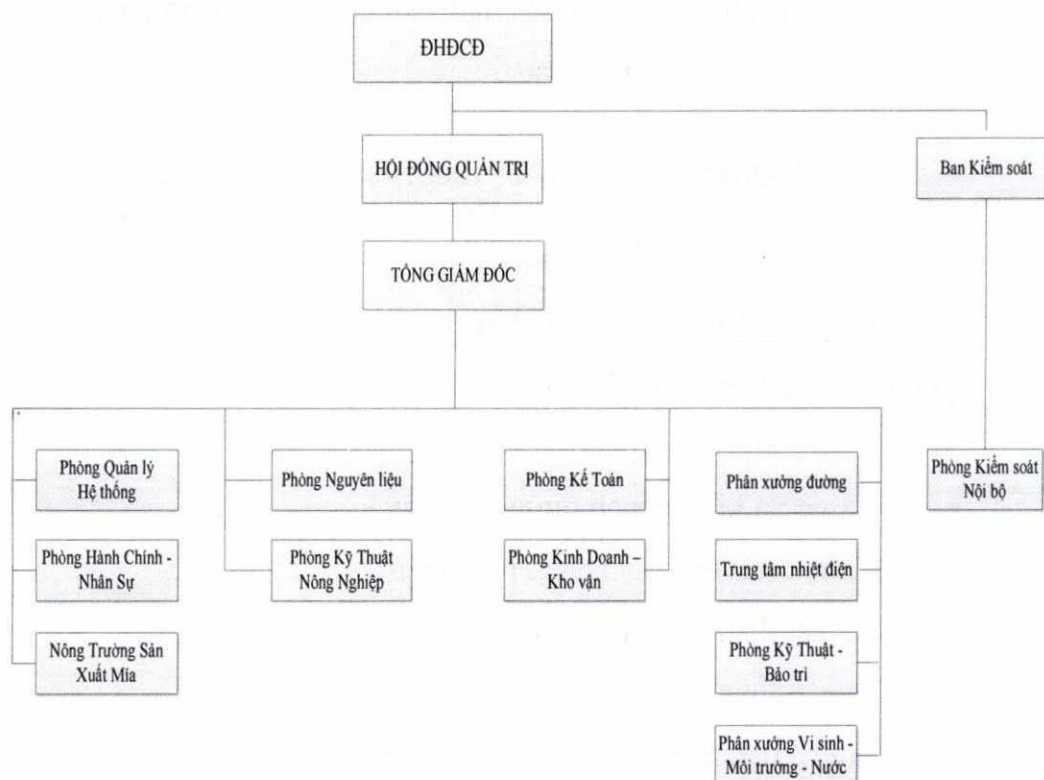 ĐHĐCĐ
HỘI ĐỒNG QUẢN TRỊ
Ban Kiểm soát
TỔNG GIÁM ĐỐC
Phòng Quản lý
Hệ thống
Phòng Nguyên liệu
Phòng Kế Toán
Phân xưởng đường
Phòng Kiểm soát
Nội bộ
Phòng Hành Chính -
Nhân Sự
Phòng Kỹ Thuật
Nông Nghiệp
Phòng Kinh Doanh –
Kho vận
Trung tâm nhiệt điện
Nông Trường Sản
Xuất Mía
Phòng Kỹ Thuật -
Bảo trì
Phân xưởng Vi sinh -
Môi trường - Nước